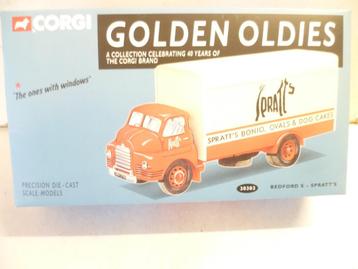 CORGI
GOLDEN OLDIES
A COLLECTION CELEBRATING 40 YEARS OF
THE CORGI BRAND
"The ones with windows"
SPRATT'S
SPRATT'S BONIO, OVALS & DOG CAKES
PRECISION DIE-CAST
SCALE MODELS
30303
BEDFORD S - SPRATT'S